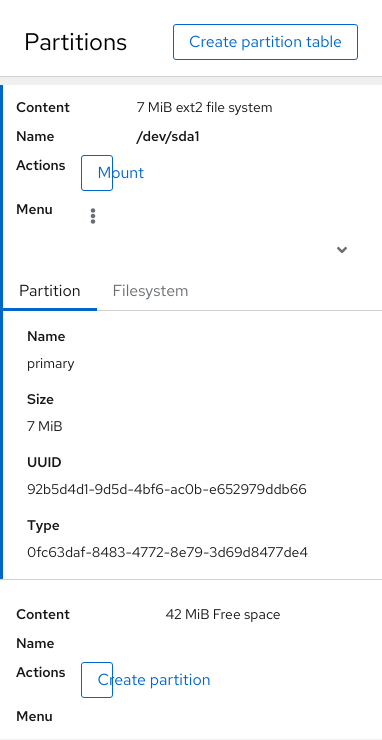 Partitions Create partition table
Content 7 MiB ext2 file system
Name /dev/sda1
Actions Mount
Menu
Partition Filesystem
Name
primary
Size
7 MiB
UUID
92b5d4d1-9d5d-4bf6-ac0b-e652979ddb66
Type
0fc63daf-8483-4772-8e79-3d69d8477de4
Content 42 MiB Free space
Name
Actions Create partition
Menu